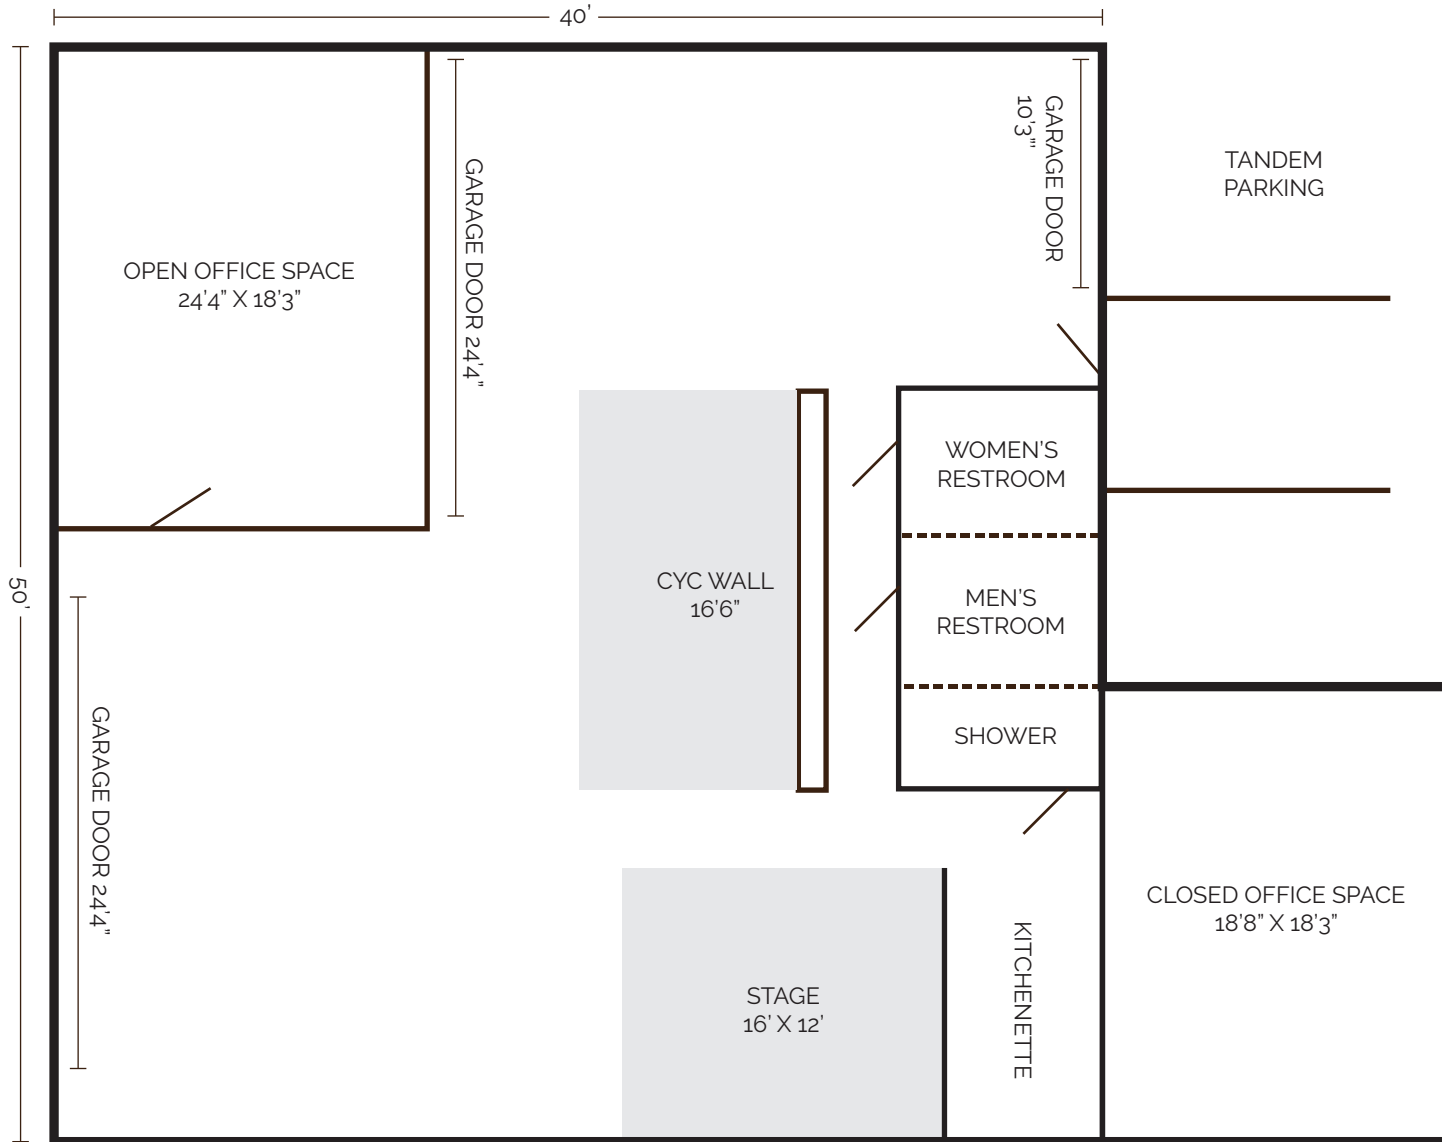 40’
GARAGE DOOR
10’3”’
TANDEM
PARKING
OPEN OFFICE SPACE
24’4” X 18’3”
GARAGE DOOR 24’4”
WOMEN’S
RESTROOM
50’
CYC WALL
16’6”
MEN’S
RESTROOM
SHOWER
GARAGE DOOR 24’4”
CLOSED OFFICE SPACE
18’8” X 18’3”
STAGE
16’ X 12’
KITCHENETTE